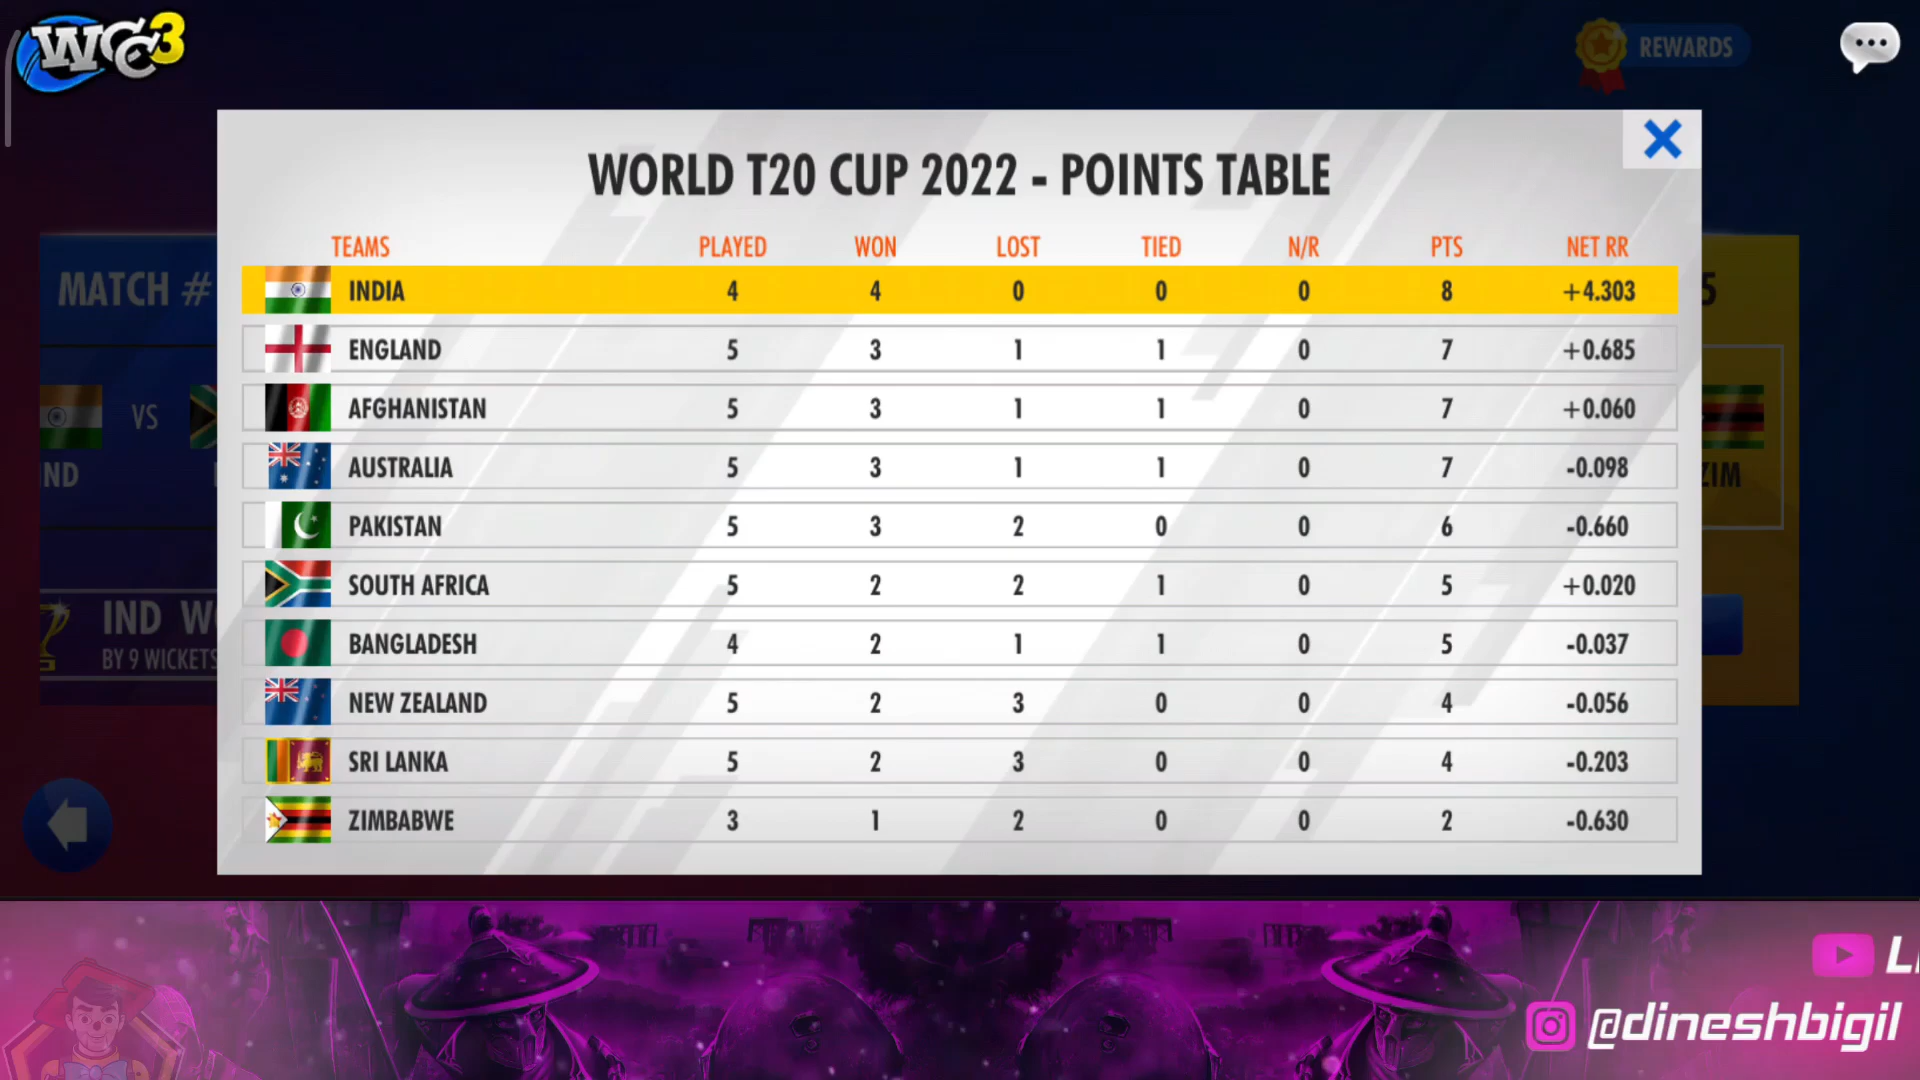 WCC3
REWARDS
WORLD T20 CUP 2022 - POINTS TABLE
TEAMS PLAYED WON LOST TIED N/R PTS NET RR
INDIA 4 4 0 0 0 8 +4.303
ENGLAND 5 3 1 1 0 7 +0.685
AFGHANISTAN 5 3 1 1 0 7 +0.060
AUSTRALIA 5 3 1 1 0 7 -0.098
PAKISTAN 5 3 2 0 0 6 -0.660
SOUTH AFRICA 5 2 2 1 0 5 +0.020
BANGLADESH 4 2 1 1 0 5 -0.037
NEW ZEALAND 5 2 3 0 0 4 -0.056
SRI LANKA 5 2 3 0 0 4 -0.203
ZIMBABWE 3 1 2 0 0 2 -0.630
MATCH #
5
VS
ND
ZIM
IND W
BY 9 WICKETS
LI
@dineshbigil